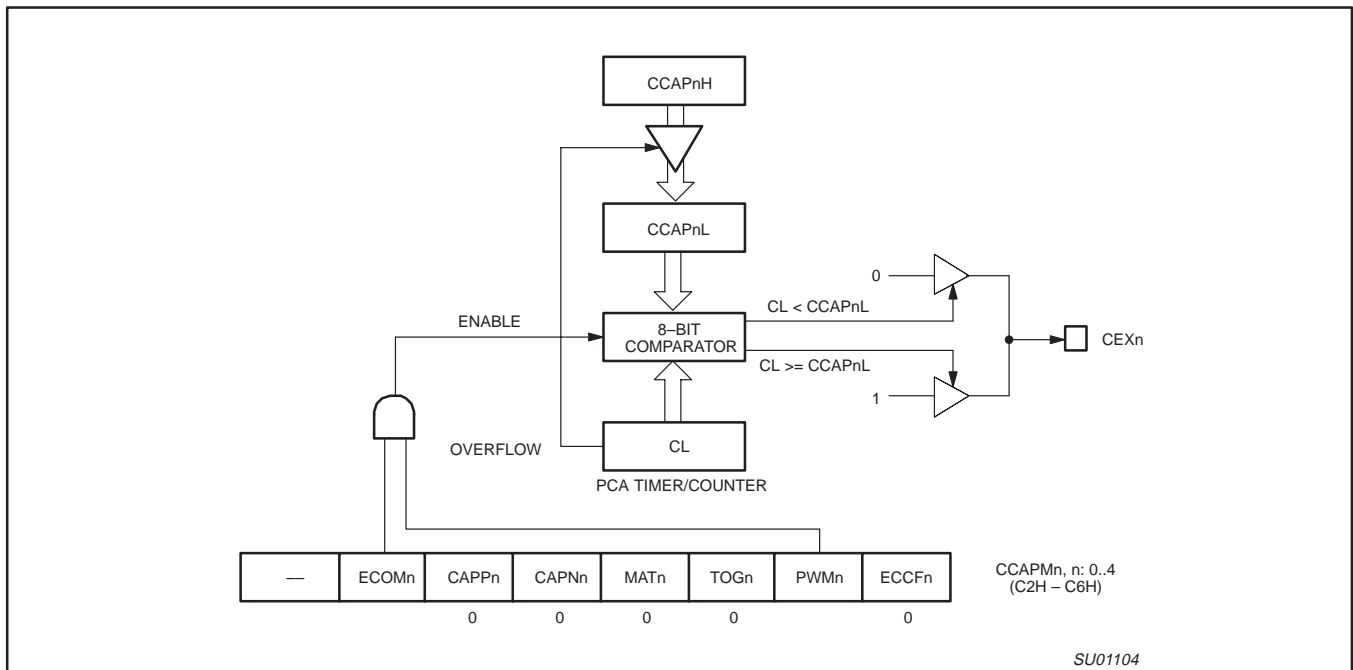 CCAPnH
CCAPnL
0
CL < CCAPnL
ENABLE
8–BIT
COMPARATOR
CEXn
CL >= CCAPnL
1
OVERFLOW
CL
PCA TIMER/COUNTER
— ECOMn CAPPn CAPNn MATn TOGn PWMn ECCFn
CCAPMn, n: 0..4
(C2H – C6H)
0 0 0 0 0
SU01104